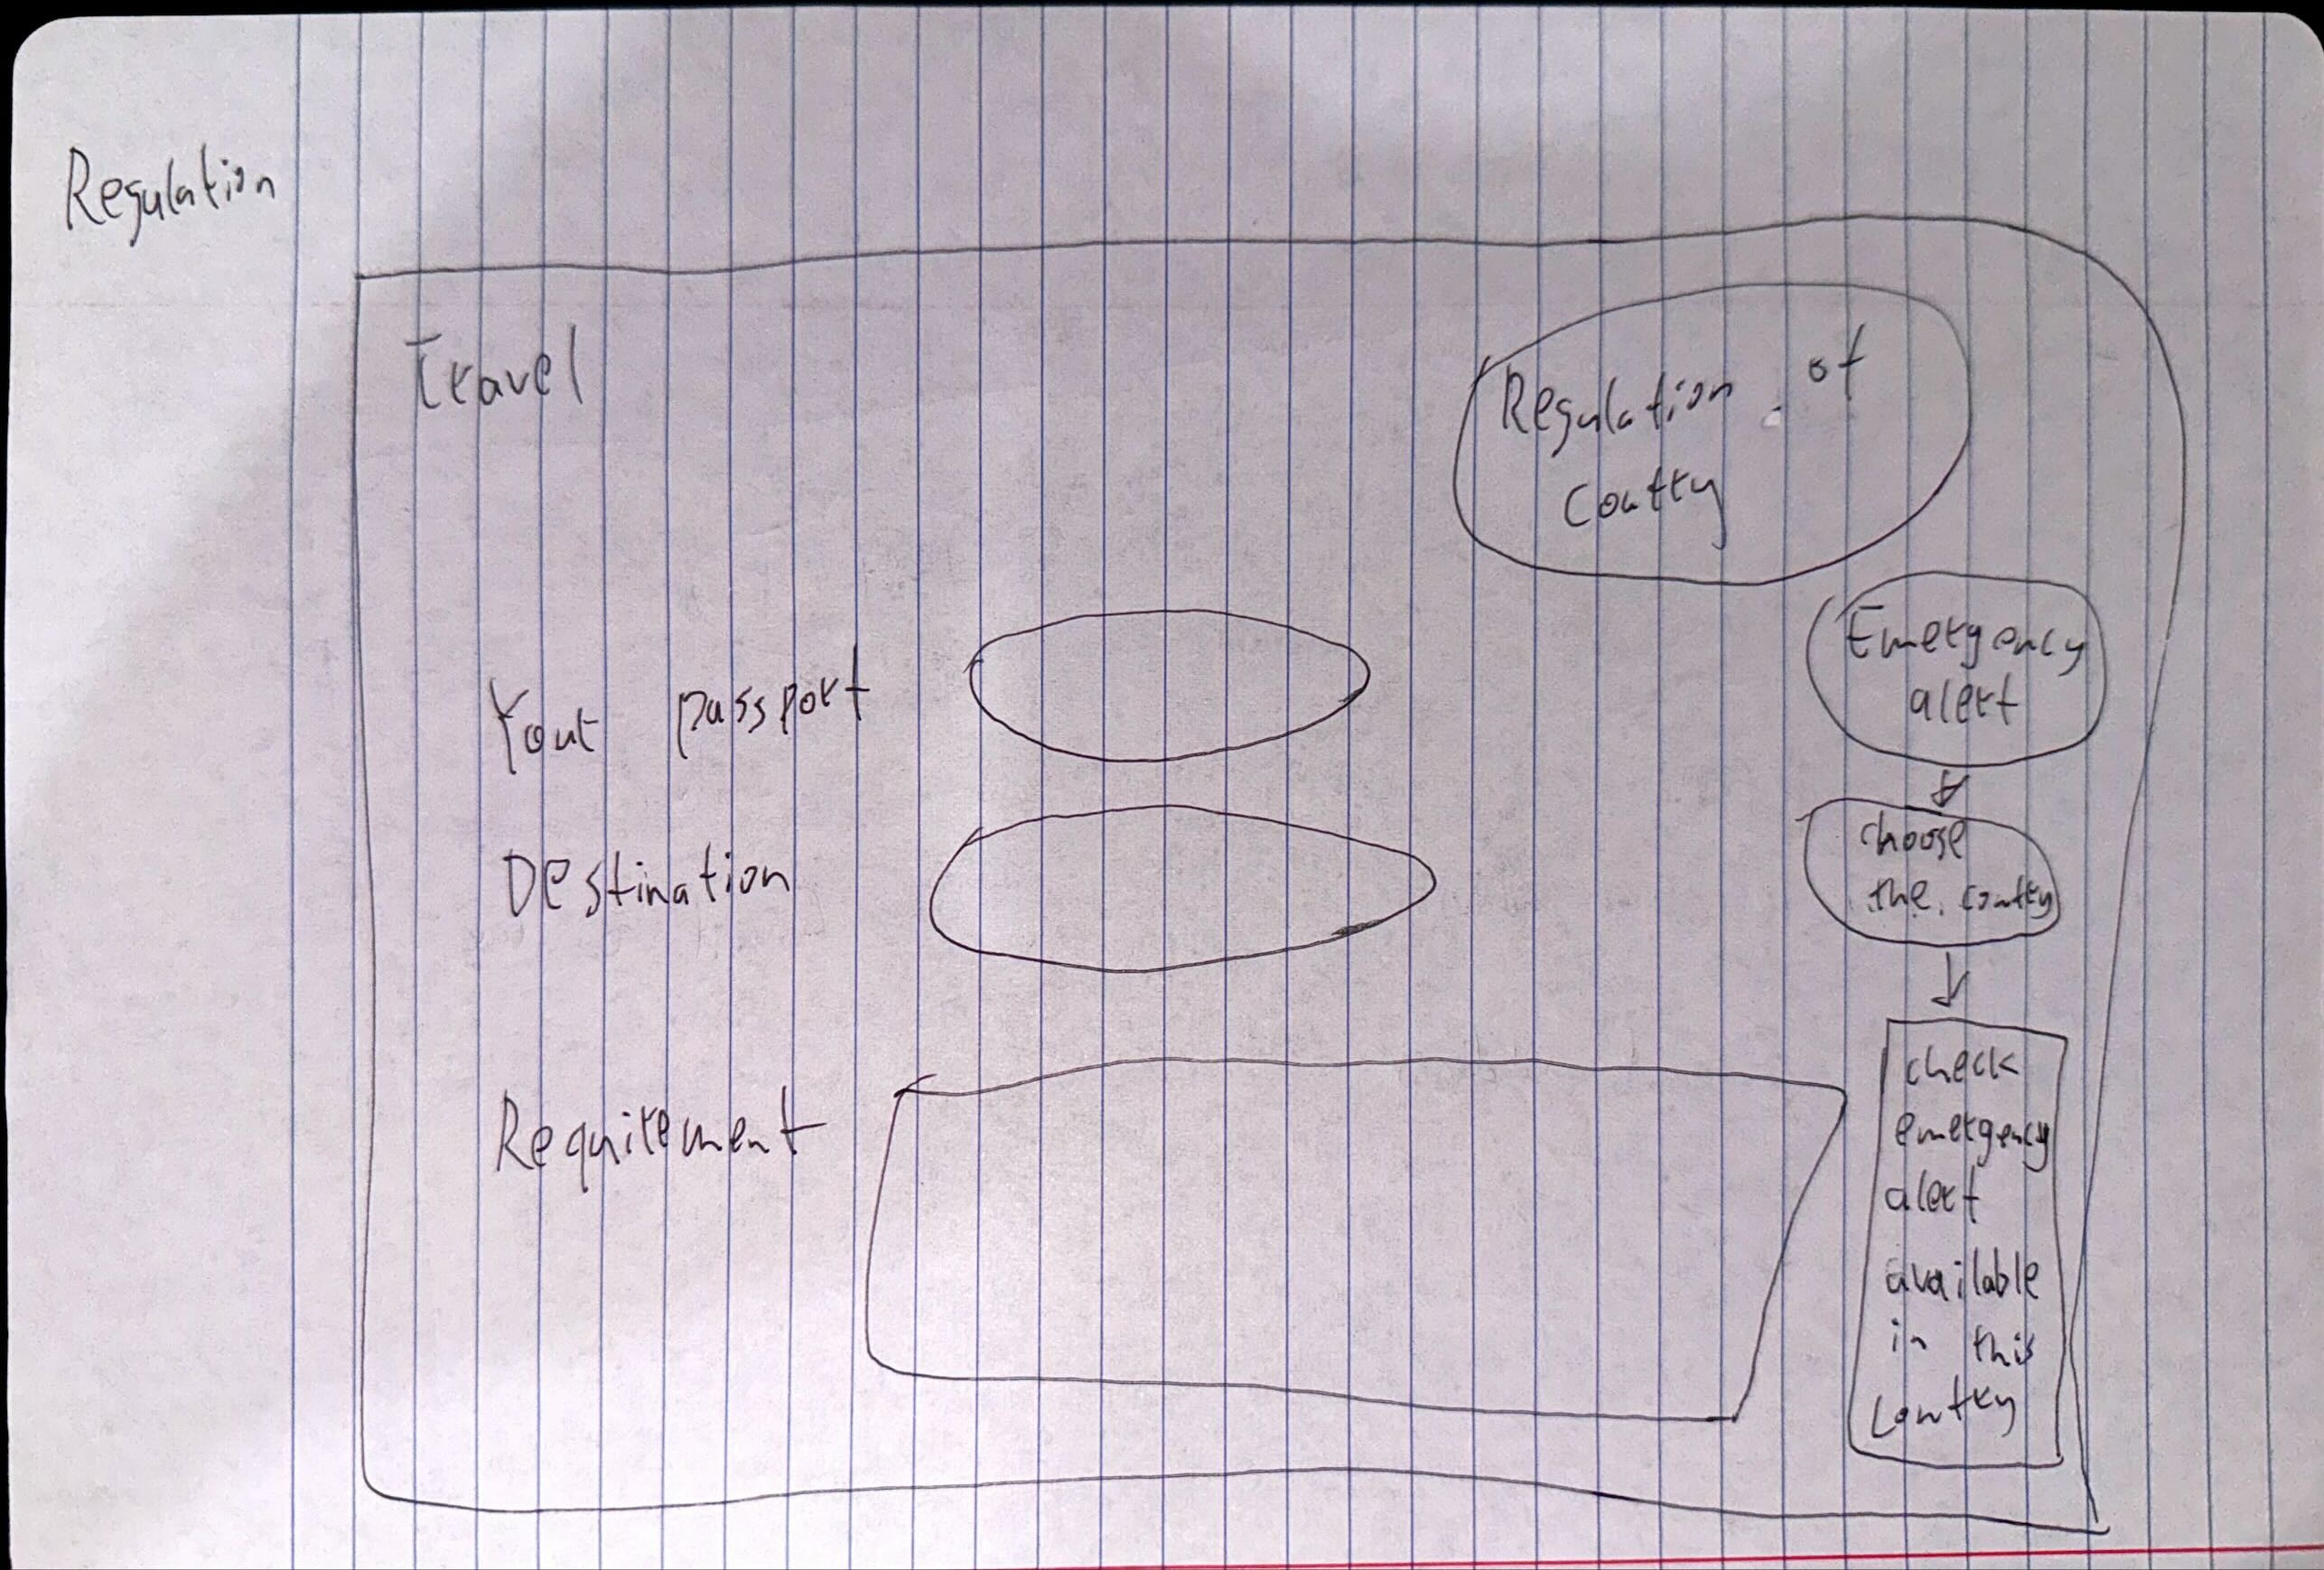 Regulation
Travel
Regulation of
Coutry
Your passport
Destination
Requirement
Emergency
alert
choose
the coutry
check
emergency
alert
available
in this
coutry